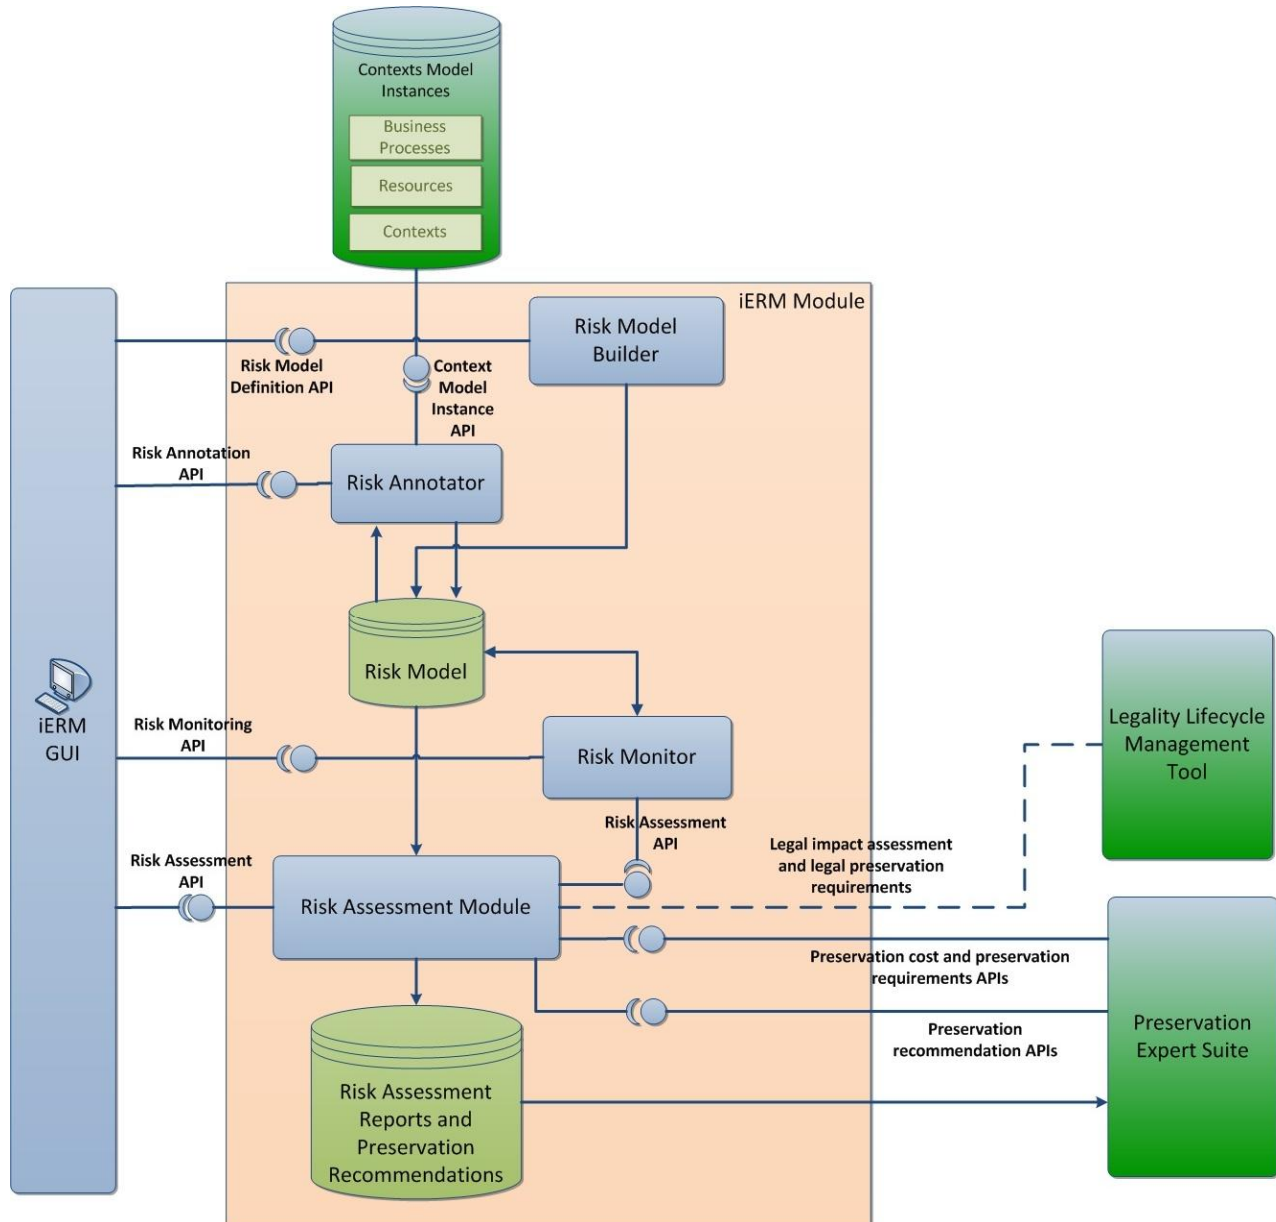 Contexts Model
Instances
Business
Processes
Resources
Contexts
iERM Module
Risk Model
Builder
Risk Model
Definition API
Context
Model
Instance
API
Risk Annotation
API
Risk Annotator
Risk Model
iERM
GUI
Risk Monitoring
API
Risk Monitor
Legality Lifecycle
Management
Tool
Risk Assessment
API
Legal impact assessment
and legal preservation
requirements
Risk Assessment
API
Risk Assessment Module
Preservation cost and preservation
requirements APIs
Preservation
recommendation APIs
Preservation
Expert Suite
Risk Assessment
Reports and
Preservation
Recommendations